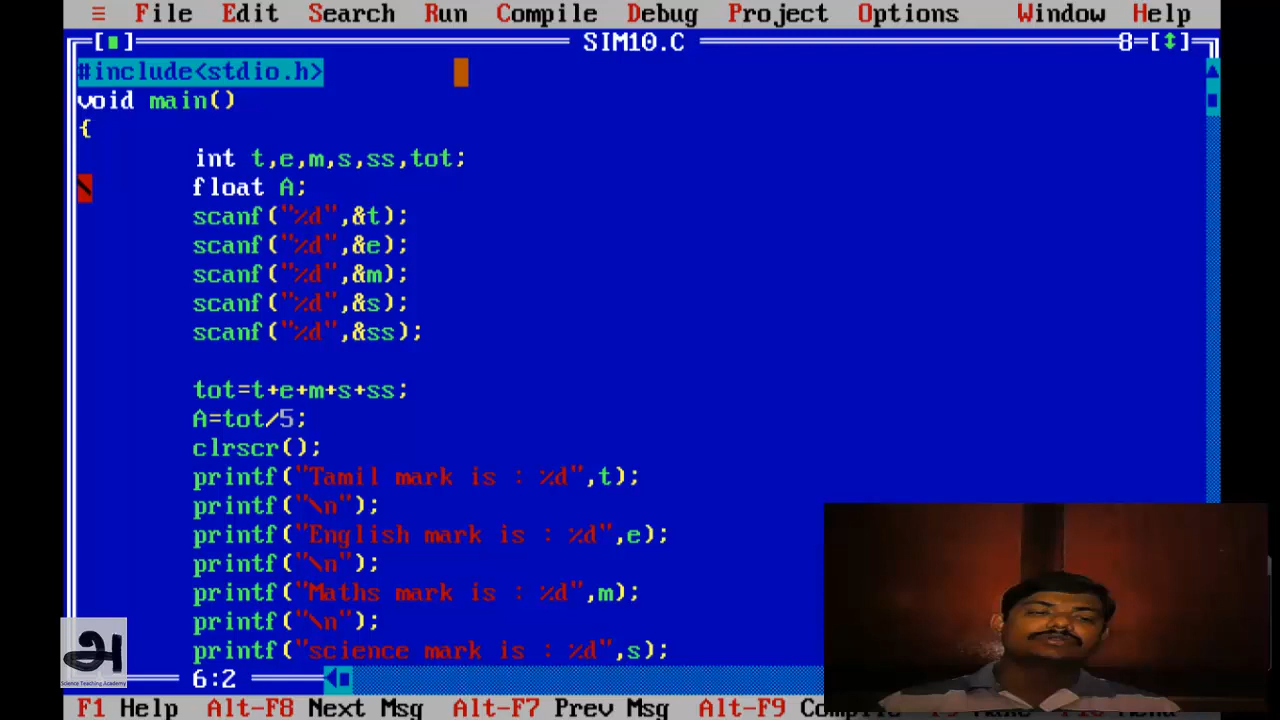 ≡ File Edit Search Run Compile Debug Project Options Window Help
[■] SIM10.C 8=[↕]
#include<stdio.h>
void main()
{
int t,e,m,s,ss,tot;
\ float A;
scanf("%d",&t);
scanf("%d",&e);
scanf("%d",&m);
scanf("%d",&s);
scanf("%d",&ss);
tot=t+e+m+s+ss;
A=tot/5;
clrscr();
printf("Tamil mark is : %d",t);
printf("\n");
printf("English mark is : %d",e);
printf("\n");
printf("Maths mark is : %d",m);
printf("\n");
printf("science mark is : %d",s);
அ
Science Teaching Academy
6:2
F1 Help Alt-F8 Next Msg Alt-F7 Prev Msg Alt-F9